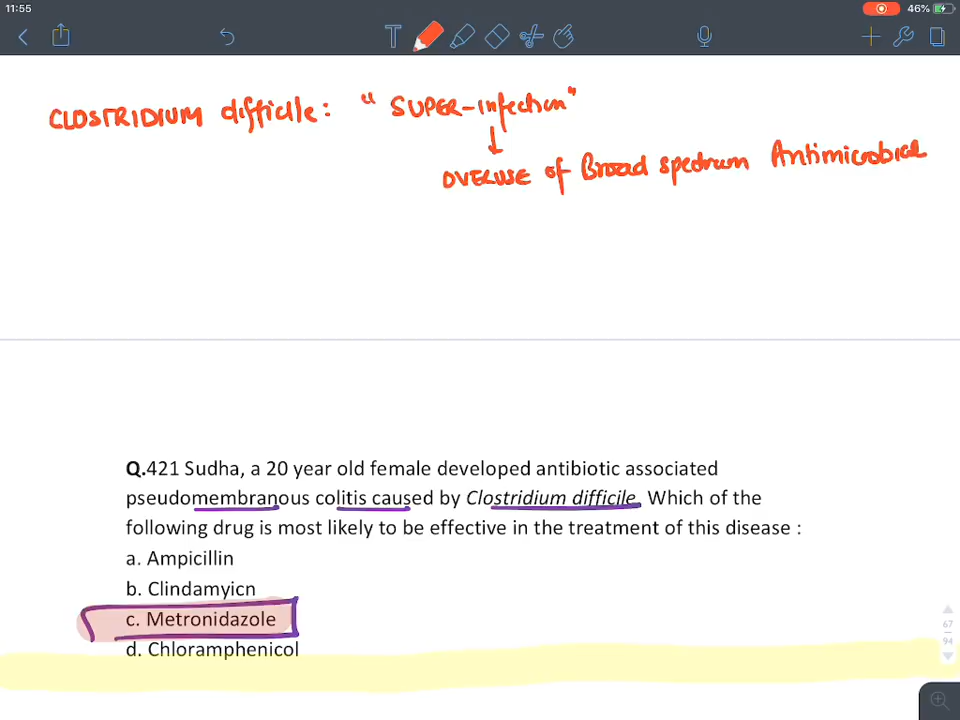 11:55
46%
CLOSTRIDIUM difficile: "SUPER-infection"
↓
OVERUSE of Broad spectrum Antimicrobial
Q.421 Sudha, a 20 year old female developed antibiotic associated
pseudomembranous colitis caused by Clostridium difficile. Which of the
following drug is most likely to be effective in the treatment of this disease :
a. Ampicillin
b. Clindamyicn
c. Metronidazole
d. Chloramphenicol
67
94